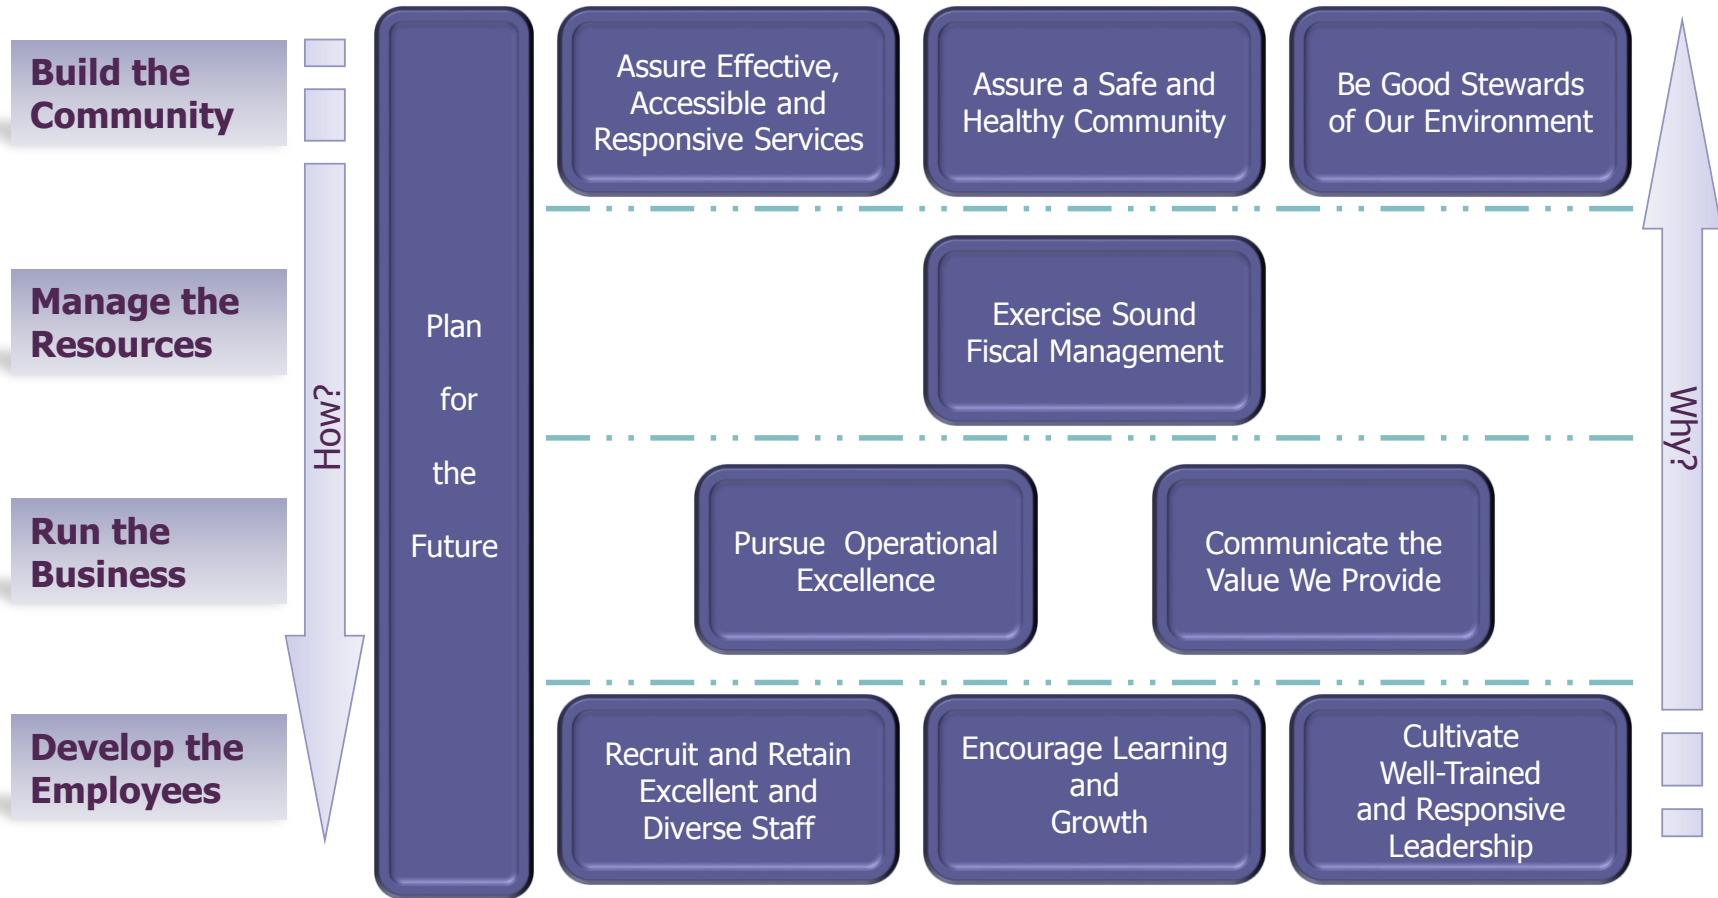 Build the
Community
Manage the
Resources
Run the
Business
Develop the
Employees
How?
Plan
for
the
Future
Assure Effective,
Accessible and
Responsive Services
Assure a Safe and
Healthy Community
Be Good Stewards
of Our Environment
Exercise Sound
Fiscal Management
Pursue  Operational
Excellence
Communicate the
Value We Provide
Recruit and Retain
Excellent and
Diverse Staff
Encourage Learning
and
Growth
Cultivate
Well-Trained
and Responsive
Leadership
Why?